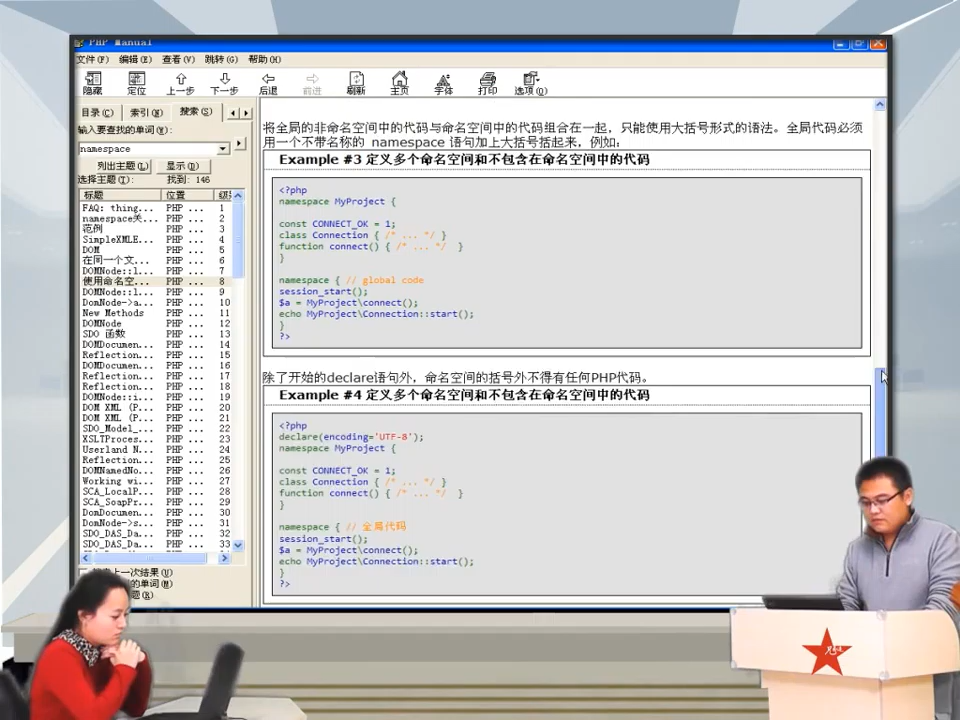 PHP Manual
文件(F) 编辑(E) 查看(V) 跳转(G) 帮助(H)
隐藏 定位 上一步 下一步 后退 前进 刷新 主页 字体 打印 选项(O)
目录(C) 索引(N) 搜索(S)
输入要查找的单词(W):
namespace
列出主题(L) 显示(D)
选择主题(T): 找到: 146
标题 位置
FAQ: thing... PHP ... 1
namespace关... PHP ... 2
范例 PHP ... 3
SimpleXMLE... PHP ... 4
DOM PHP ... 5
在同一个文... PHP ... 6
DOMNode::l... PHP ... 7
使用命名空... PHP ... 8
DOMNode::l... PHP ... 9
DomNode->a... PHP ... 10
New Methods PHP ... 11
DOMNode PHP ... 12
SDO 函数 PHP ... 13
DOMDocumen... PHP ... 14
Reflection... PHP ... 15
DOMDocumen... PHP ... 16
Reflection... PHP ... 17
Reflection... PHP ... 18
DOMNode::i... PHP ... 19
DOM XML (P... PHP ... 20
DOM XML (P... PHP ... 21
SDO_Model_... PHP ... 22
XSLTProces... PHP ... 23
Userland N... PHP ... 24
Reflection... PHP ... 25
DOMNamedNo... PHP ... 26
Working wi... PHP ... 27
SCA_LocalP... PHP ... 28
SCA_SoapPr... PHP ... 29
DomDocumen... PHP ... 30
DomNode->s... PHP ... 31
SDO_DAS_Da... PHP ... 32
SDO_DAS_Da... PHP ... 33
上一次结果(U)
的单词(M)
题(R)
将全局的非命名空间中的代码与命名空间中的代码组合在一起，只能使用大括号形式的语法。全局代码必须
用一个不带名称的 namespace 语句加上大括号括起来，例如：
Example #3 定义多个命名空间和不包含在命名空间中的代码
<?php
namespace MyProject {
const CONNECT_OK = 1;
class Connection { /* ... */ }
function connect() { /* ... */  }
}
namespace { // global code
session_start();
$a = MyProject\connect();
echo MyProject\Connection::start();
}
?>
除了开始的declare语句外，命名空间的括号外不得有任何PHP代码。
Example #4 定义多个命名空间和不包含在命名空间中的代码
<?php
declare(encoding='UTF-8');
namespace MyProject {
const CONNECT_OK = 1;
class Connection { /* ... */ }
function connect() { /* ... */  }
}
namespace { // 全局代码
session_start();
$a = MyProject\connect();
echo MyProject\Connection::start();
}
?>